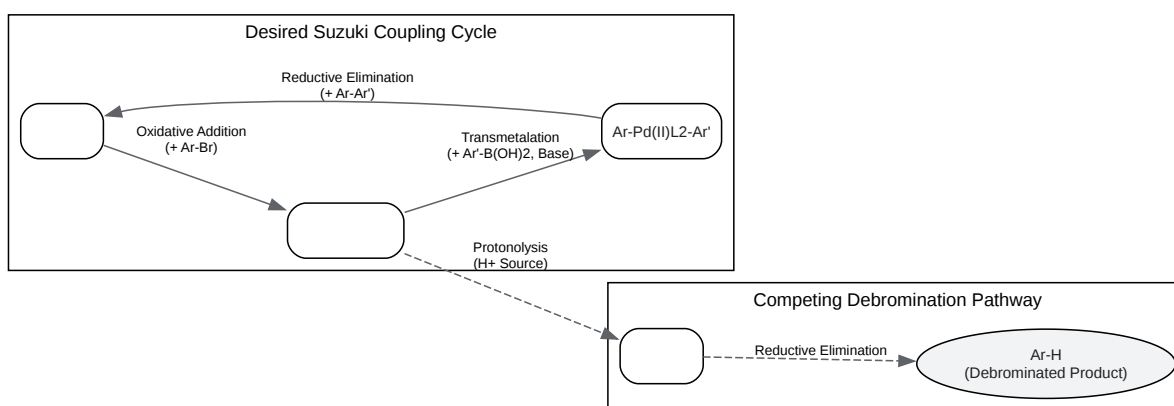 Desired Suzuki Coupling Cycle
Reductive Elimination
(+ Ar-Ar')
Oxidative Addition
(+ Ar-Br)
Transmetalation
(+ Ar'-B(OH)2, Base)
Ar-Pd(II)L2-Ar'
Protonolysis
(H+ Source)
Competing Debromination Pathway
Reductive Elimination
Ar-H
(Debrominated Product)